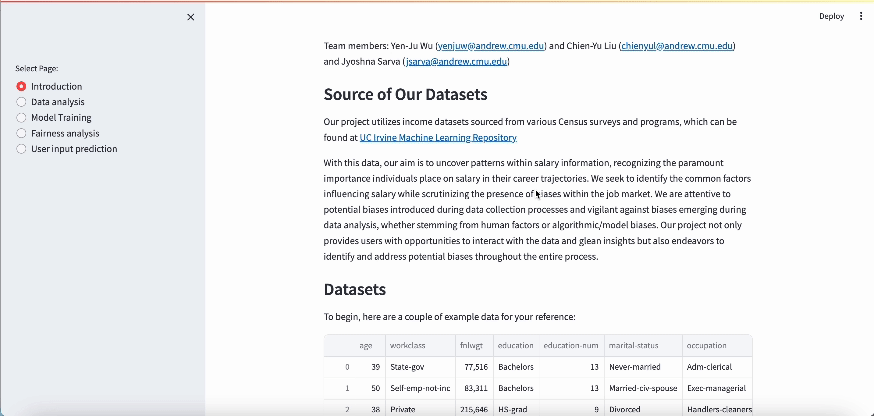 Deploy
Select Page:
Introduction
Data analysis
Model Training
Fairness analysis
User input prediction
Team members: Yen-Ju Wu (yenjuw@andrew.cmu.edu) and Chien-Yu Liu (chienyul@andrew.cmu.edu)
and Jyoshna Sarva (jsarva@andrew.cmu.edu)
Source of Our Datasets
Our project utilizes income datasets sourced from various Census surveys and programs, which can be
found at UC Irvine Machine Learning Repository
With this data, our aim is to uncover patterns within salary information, recognizing the paramount
importance individuals place on salary in their career trajectories. We seek to identify the common factors
influencing salary while scrutinizing the presence of biases within the job market. We are attentive to
potential biases introduced during data collection processes and vigilant against biases emerging during
data analysis, whether stemming from human factors or algorithmic/model biases. Our project not only
provides users with opportunities to interact with the data and glean insights but also endeavors to
identify and address potential biases throughout the entire process.
Datasets
To begin, here are a couple of example data for your reference:
age workclass fnlwgt education education-num marital-status occupation
0 39 State-gov 77,516 Bachelors 13 Never-married Adm-clerical
1 50 Self-emp-not-inc 83,311 Bachelors 13 Married-civ-spouse Exec-managerial
2 38 Private 215,646 HS-grad 9 Divorced Handlers-cleaners